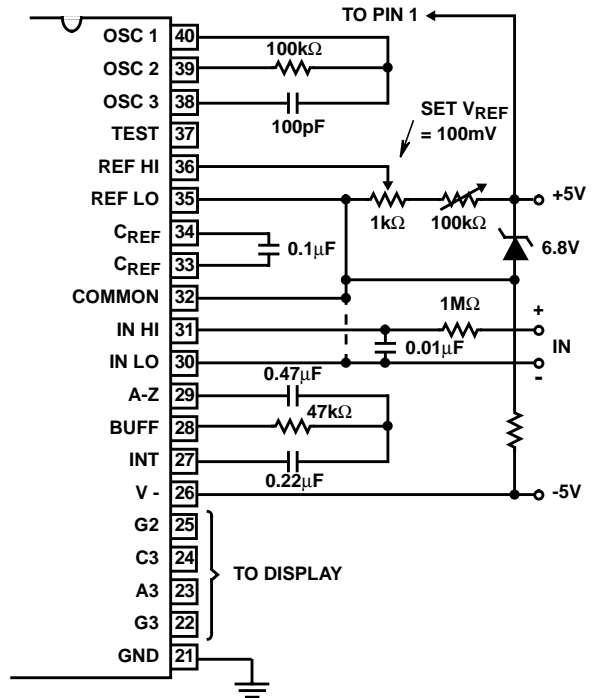 TO PIN 1
OSC 1 40
100kΩ
OSC 2 39
OSC 3 38
100pF
TEST 37
SET VREF
= 100mV
REF HI 36
REF LO 35
1kΩ 100kΩ
+5V
CREF 34
0.1µF
6.8V
CREF 33
COMMON 32
1MΩ
IN HI 31
+
0.01µF
IN
IN LO 30
-
0.47µF
A-Z 29
47kΩ
BUFF 28
INT 27
0.22µF
V - 26
-5V
G2 25
C3 24
TO DISPLAY
A3 23
G3 22
GND 21